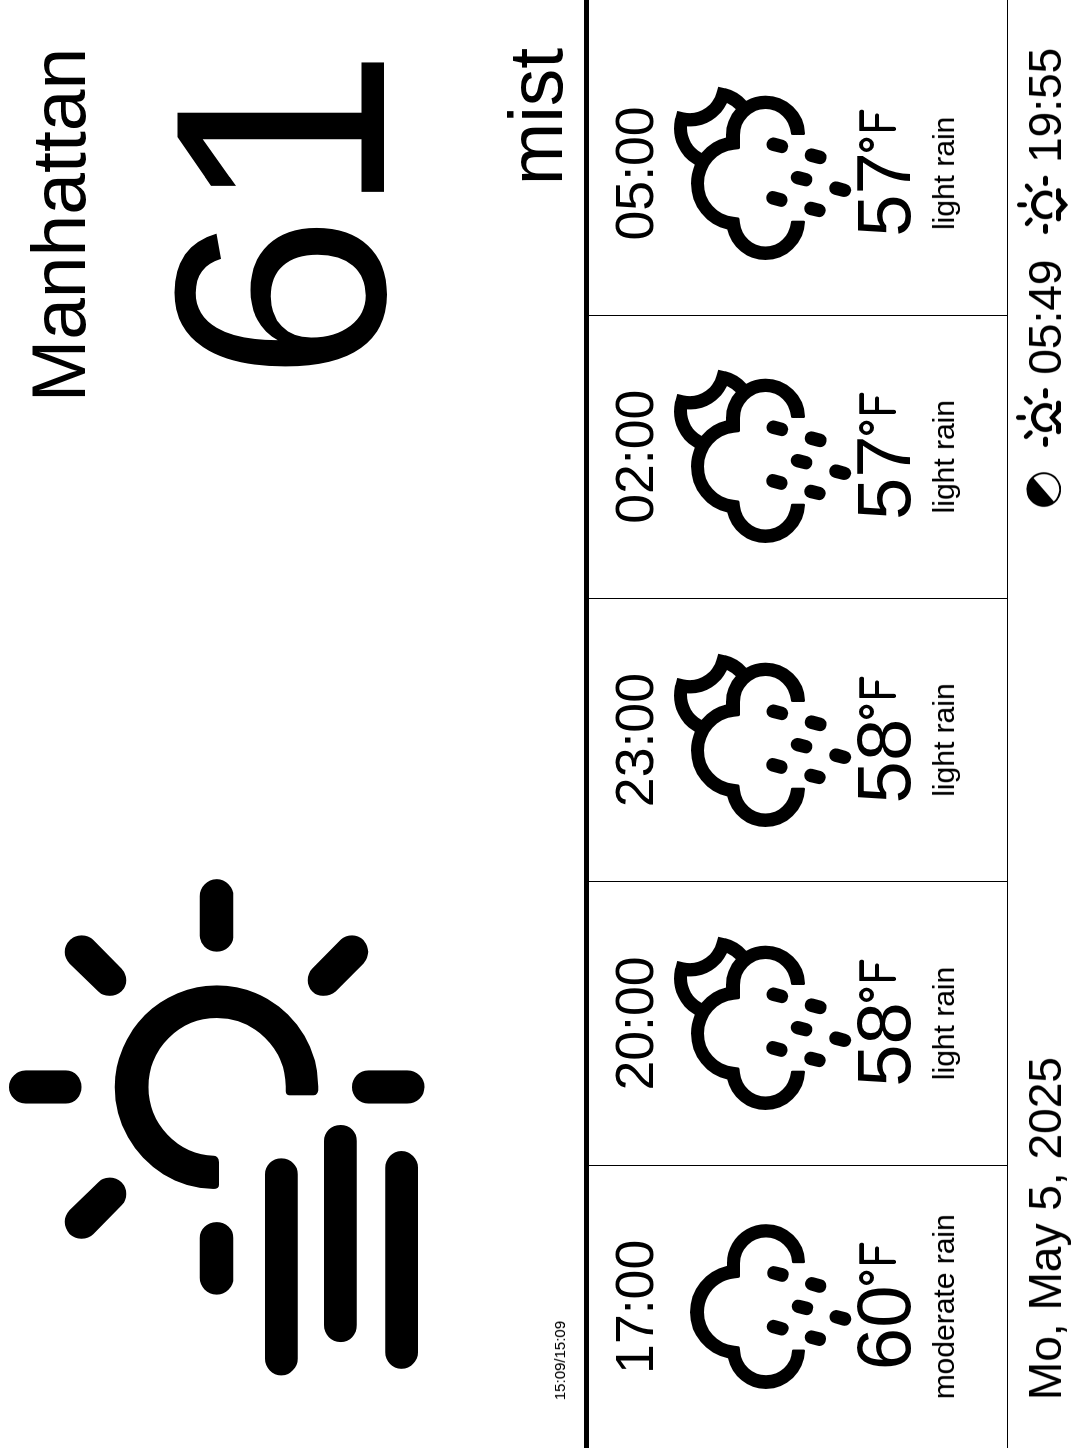 Manhattan
61
mist
15:09/15:09
17:00
60°F
moderate rain
20:00
58°F
light rain
23:00
58°F
light rain
02:00
57°F
light rain
05:00
57°F
light rain
Mo, May 5, 2025
05:49
19:55